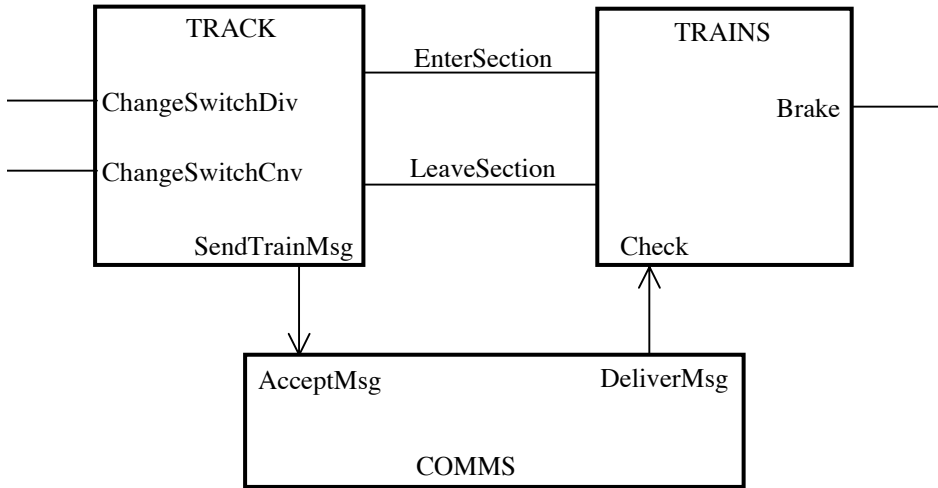 TRACK
TRAINS
EnterSection
ChangeSwitchDiv
Brake
ChangeSwitchCnv
LeaveSection
SendTrainMsg
Check
AcceptMsg
DeliverMsg
COMMS